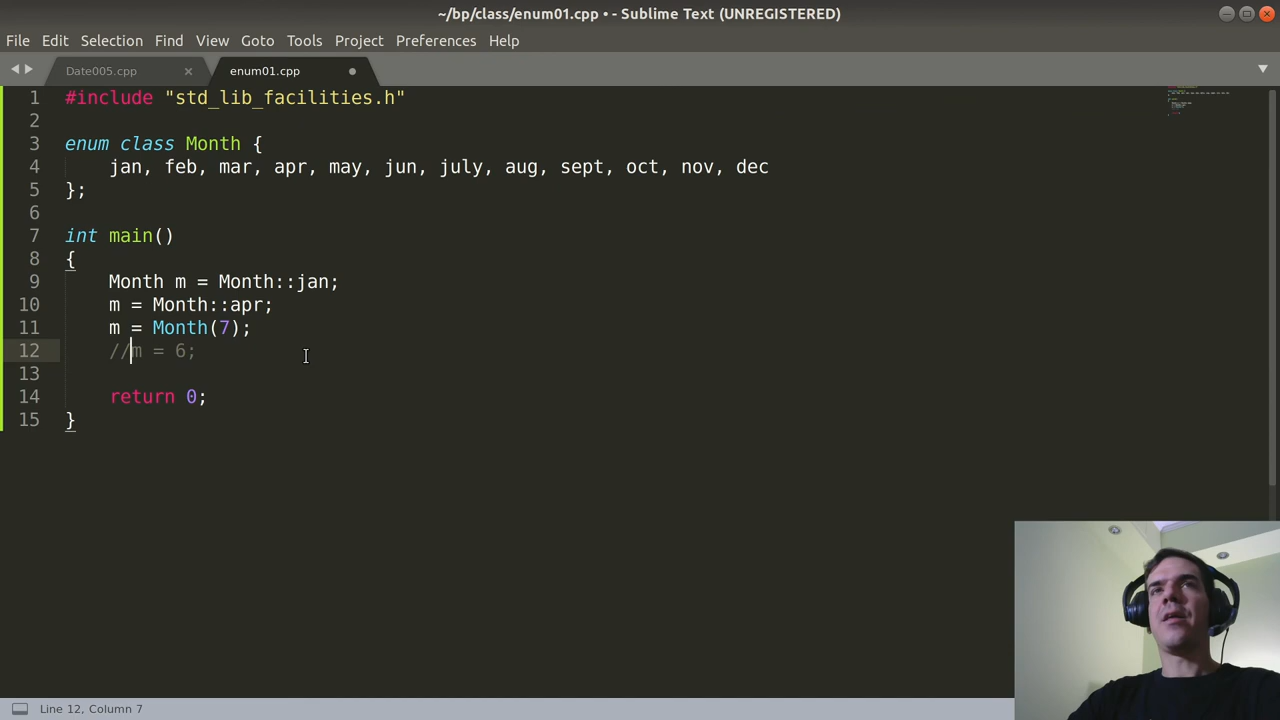 ~/bp/class/enum01.cpp • - Sublime Text (UNREGISTERED)
File Edit Selection Find View Goto Tools Project Preferences Help
Date005.cpp enum01.cpp
1 #include "std_lib_facilities.h"
2
3 enum class Month {
4 jan, feb, mar, apr, may, jun, july, aug, sept, oct, nov, dec
5 };
6
7 int main()
8 {
9 Month m = Month::jan;
10 m = Month::apr;
11 m = Month(7);
12 //m = 6;
13
14 return 0;
15 }
Line 12, Column 7